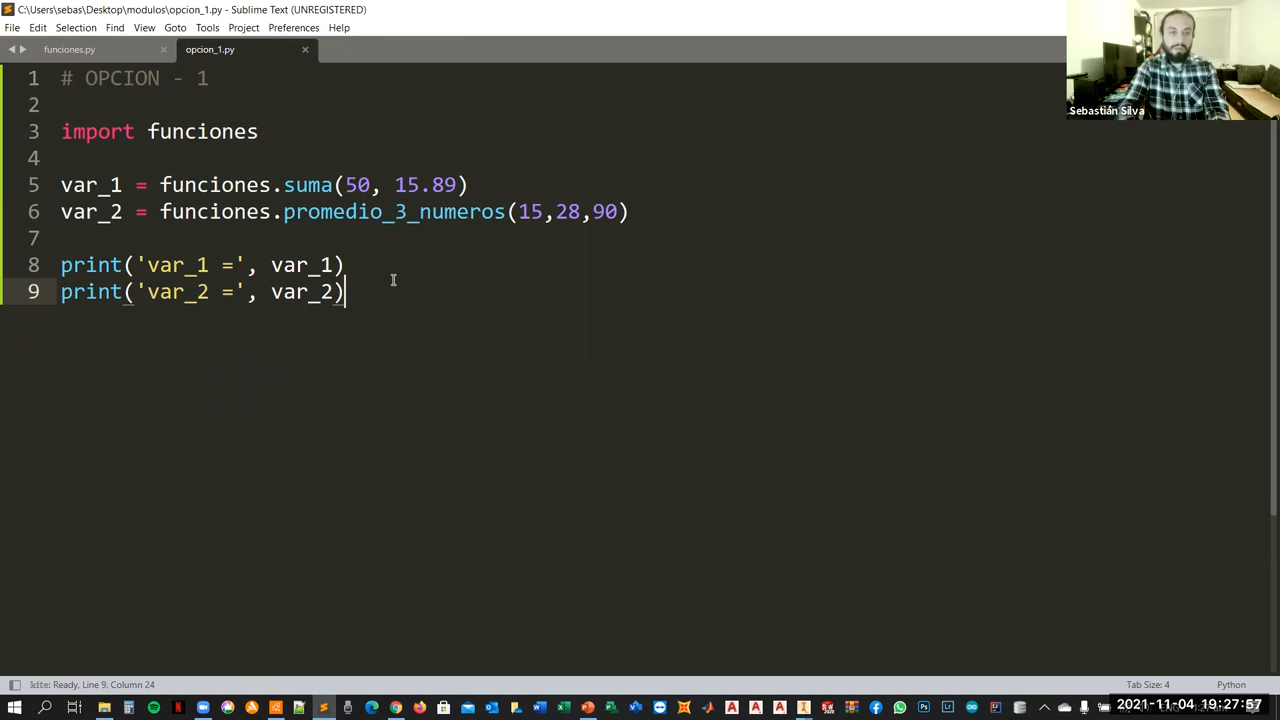 C:\Users\sebas\Desktop\modulos\opcion_1.py - Sublime Text (UNREGISTERED)
File Edit Selection Find View Goto Tools Project Preferences Help
funciones.py opcion_1.py
1 # OPCION - 1
2
3 import funciones
4
5 var_1 = funciones.suma(50, 15.89)
6 var_2 = funciones.promedio_3_numeros(15,28,90)
7
8 print('var_1 =', var_1)
9 print('var_2 =', var_2)
Sebastián Silva
Ready, Line 9, Column 24
Tab Size: 4 Python
2021-11-04 19:27:57